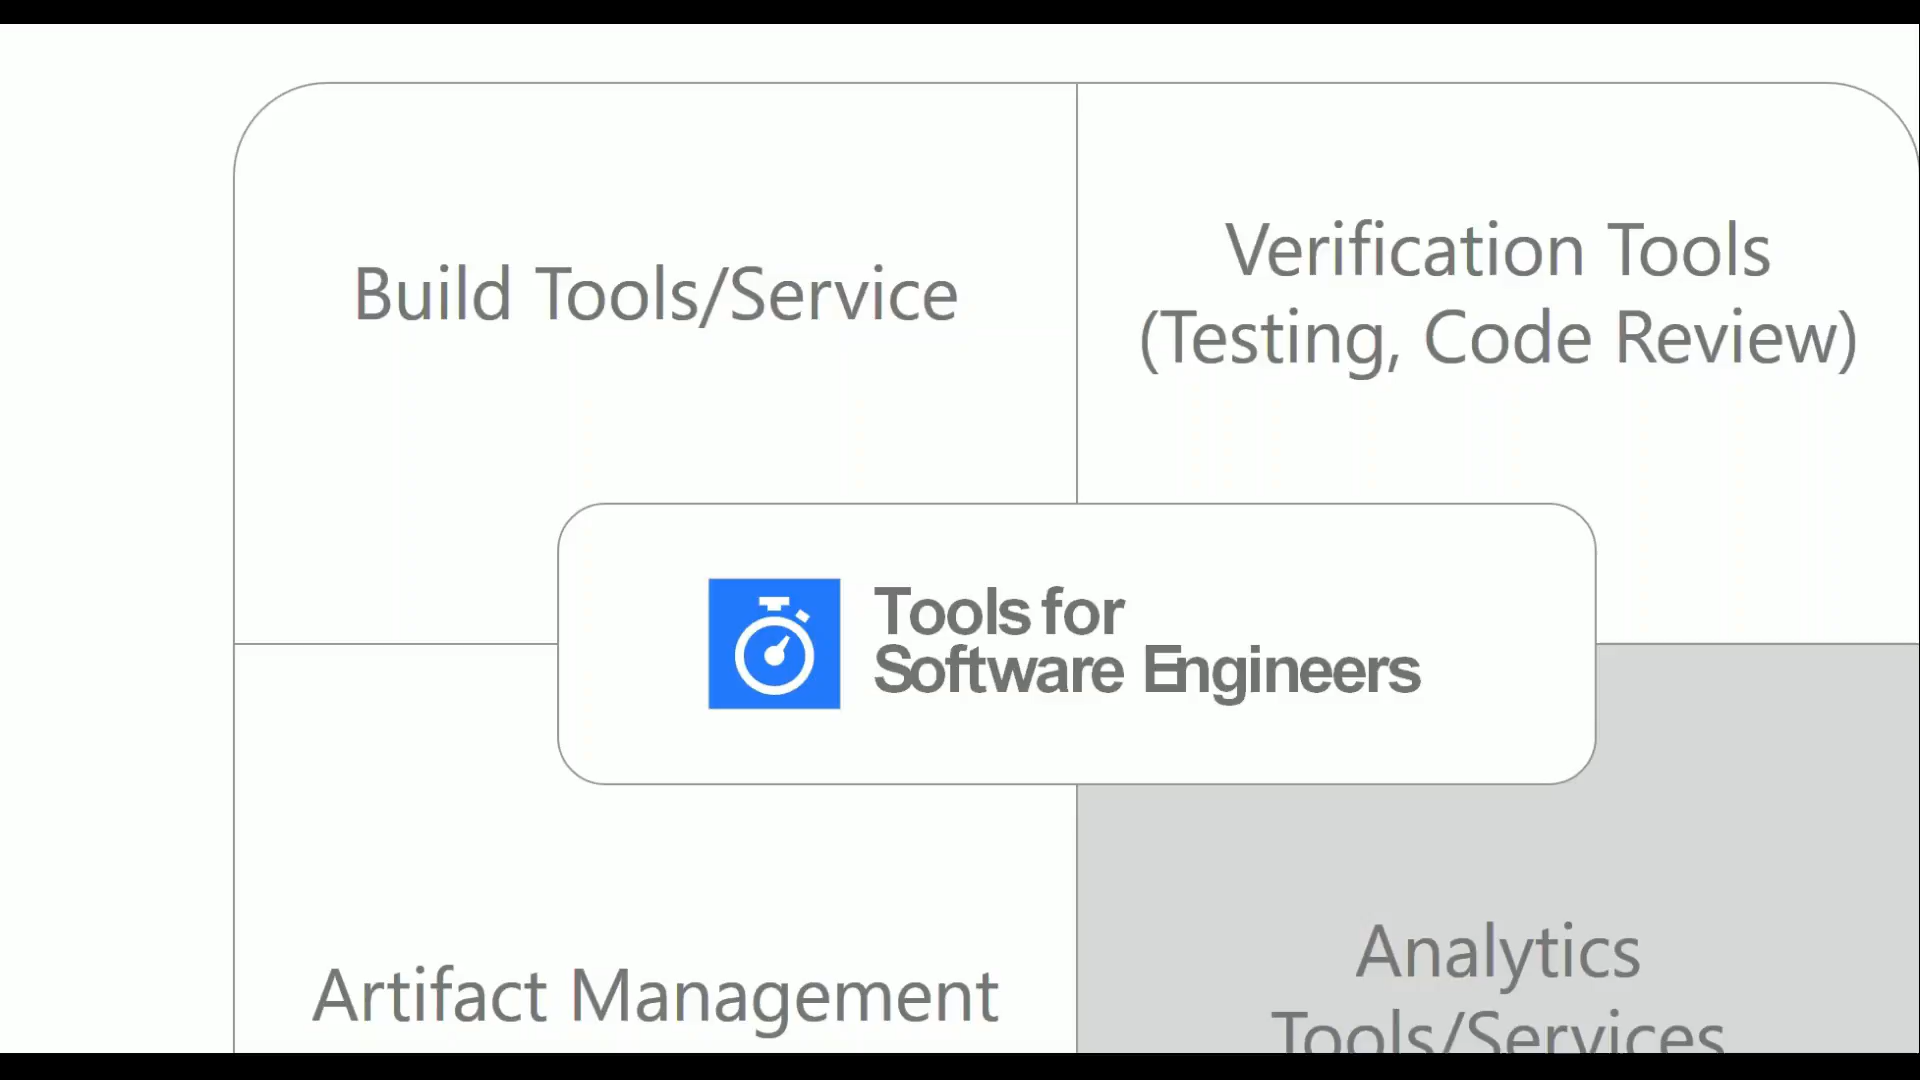 Build Tools/Service
Verification Tools
(Testing, Code Review)
Tools for
Software Engineers
Artifact Management
Analytics
Tools/Services